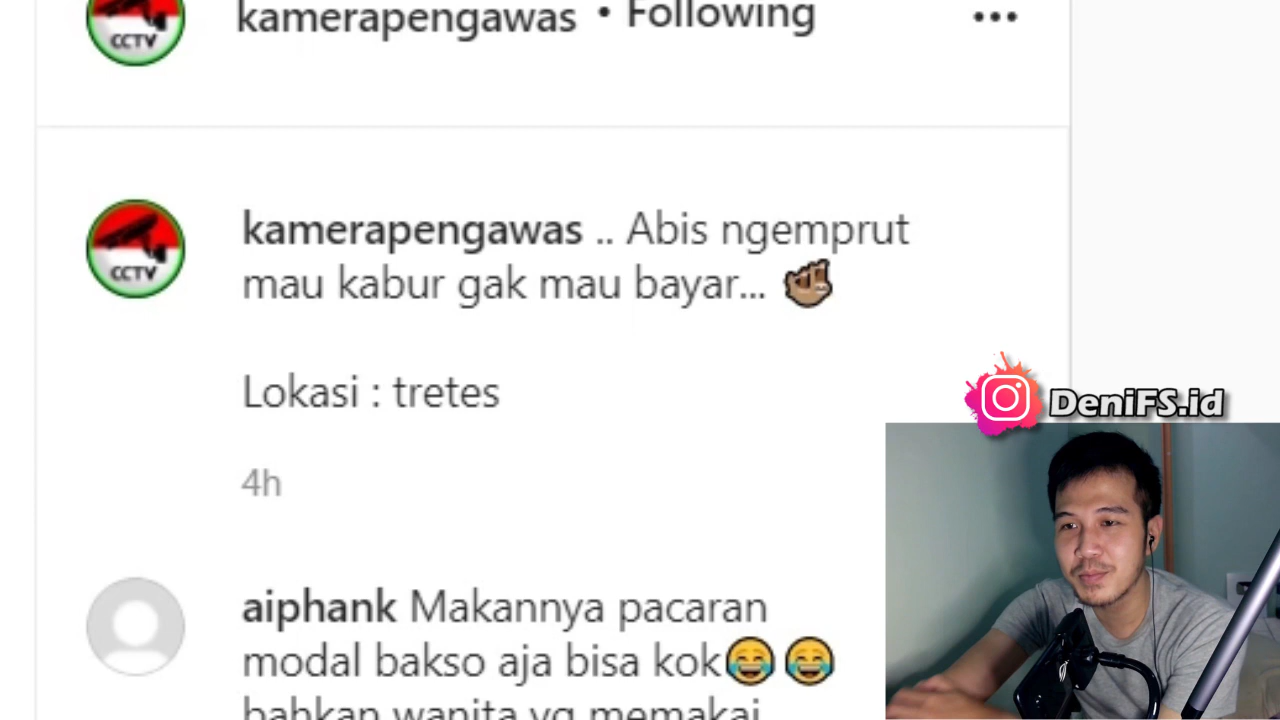 kamerapengawas • Following
CCTV
kamerapengawas .. Abis ngemprut
mau kabur gak mau bayar... 🦥
CCTV
Lokasi : tretes
4h
DeniFS.id
aiphank Makannya pacaran
modal bakso aja bisa kok😂😂
bahkan wanita yg memakai